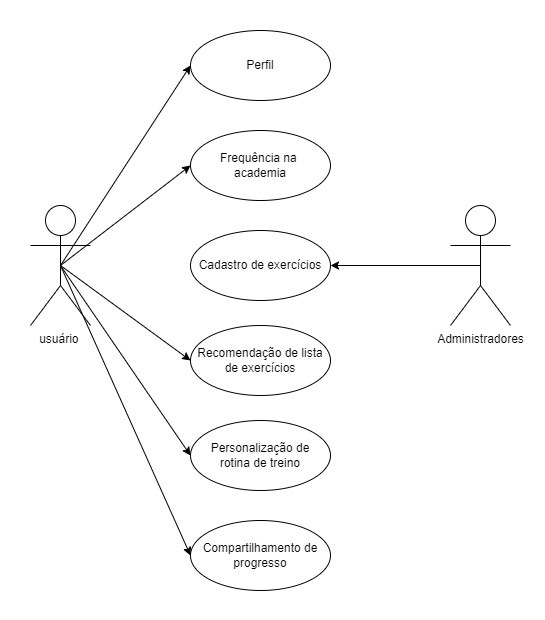 Perfil
Frequência na
academia
Cadastro de exercícios
usuário
Administradores
Recomendação de lista
de exercícios
Personalização de
rotina de treino
Compartilhamento de
progresso